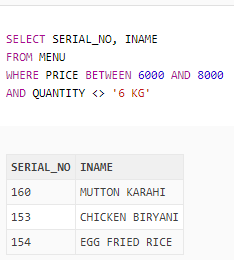 SELECT SERIAL_NO, INAME
FROM MENU
WHERE PRICE BETWEEN 6000 AND 8000
AND QUANTITY <> '6 KG'
SERIAL_NO INAME
160 MUTTON KARAHI
153 CHICKEN BIRYANI
154 EGG FRIED RICE